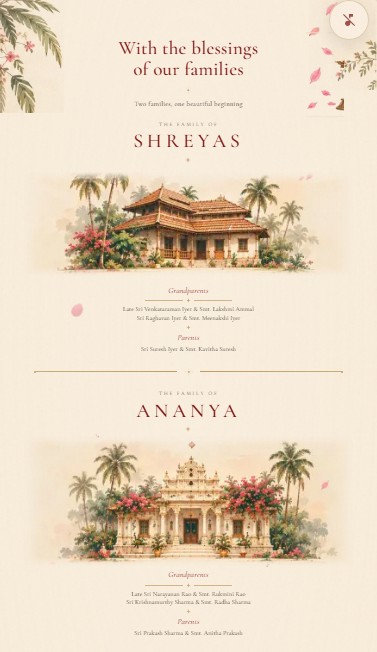 With the blessings
of our families
Two families, one beautiful beginning
THE FAMILY OF
SHREYAS
Grandparents
Late Sri Venkataraman Iyer & Smt. Lakshmi Ammal
Sri Raghavan Iyer & Smt. Meenakshi Iyer
Parents
Sri Suresh Iyer & Smt. Kavitha Suresh
THE FAMILY OF
ANANYA
Grandparents
Late Sri Narayanan Rao & Smt. Rukmini Rao
Sri Krishnamurthy Sharma & Smt. Radha Sharma
Parents
Sri Prakash Sharma & Smt. Anitha Prakash